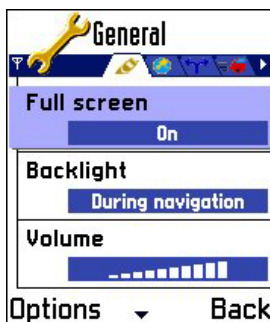 General
Full screen
On
Backlight
During navigation
Volume
Options
Back